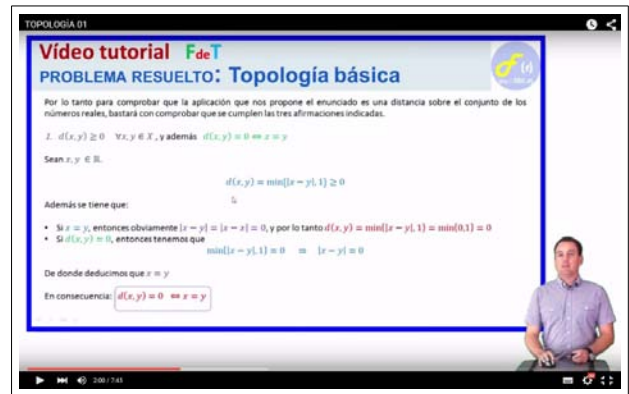 TOPOLOGÍA 01
Vídeo tutorial FdeT
PROBLEMA RESUELTO: Topología básica
Por lo tanto para comprobar que la aplicación que nos propone el enunciado es una distancia sobre el conjunto de los
números reales, bastará con comprobar que se cumplen las tres afirmaciones indicadas.
1. d(x,y) ≥ 0 ∀x,y ∈ X, y además d(x,y) = 0 ⇔ x = y
Sean x,y ∈ ℝ.
d(x,y) = min{|x − y|, 1} ≥ 0
Además se tiene que:
• Si x = y, entonces obviamente |x − y| = |x − x| = 0, y por lo tanto d(x,y) = min{|x − y|, 1} = min{0,1} = 0
• Si d(x,y) = 0, entonces tenemos que
min{|x − y|, 1} = 0 ⇒ |x − y| = 0
De donde deducimos que x = y
En consecuencia: d(x,y) = 0 ⇔ x = y
2:00 / 7:43